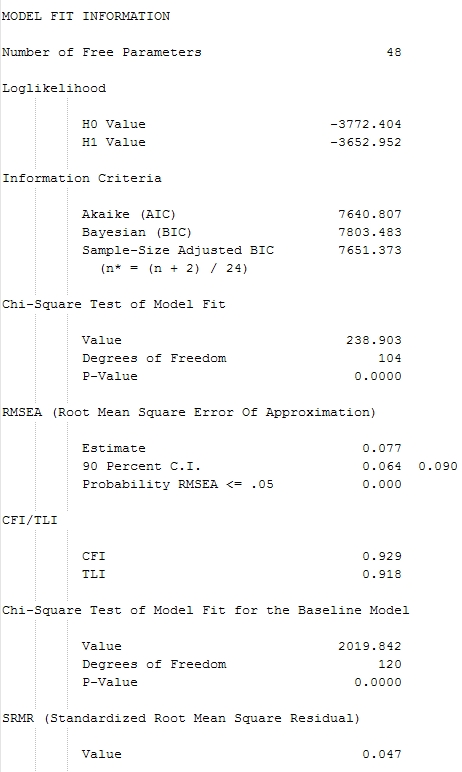 MODEL FIT INFORMATION
Number of Free Parameters 48
Loglikelihood
H0 Value -3772.404
H1 Value -3652.952
Information Criteria
Akaike (AIC) 7640.807
Bayesian (BIC) 7803.483
Sample-Size Adjusted BIC 7651.373
(n* = (n + 2) / 24)
Chi-Square Test of Model Fit
Value 238.903
Degrees of Freedom 104
P-Value 0.0000
RMSEA (Root Mean Square Error Of Approximation)
Estimate 0.077
90 Percent C.I. 0.064 0.090
Probability RMSEA <= .05 0.000
CFI/TLI
CFI 0.929
TLI 0.918
Chi-Square Test of Model Fit for the Baseline Model
Value 2019.842
Degrees of Freedom 120
P-Value 0.0000
SRMR (Standardized Root Mean Square Residual)
Value 0.047